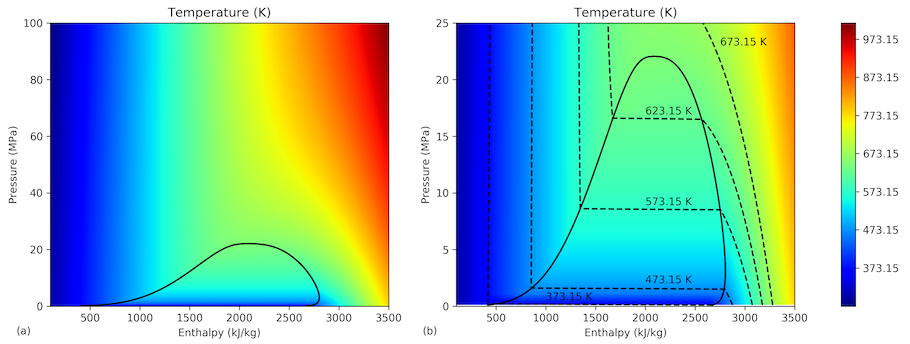 Temperature (K)
100
80
60
40
20
0
Pressure (MPa)
500
1000
1500
2000
2500
3000
3500
Enthalpy (kJ/kg)
(a)
Temperature (K)
25
20
15
10
5
0
Pressure (MPa)
673.15 K
623.15 K
573.15 K
473.15 K
373.15 K
500
1000
1500
2000
2500
3000
3500
Enthalpy (kJ/kg)
(b)
973.15
873.15
773.15
673.15
573.15
473.15
373.15